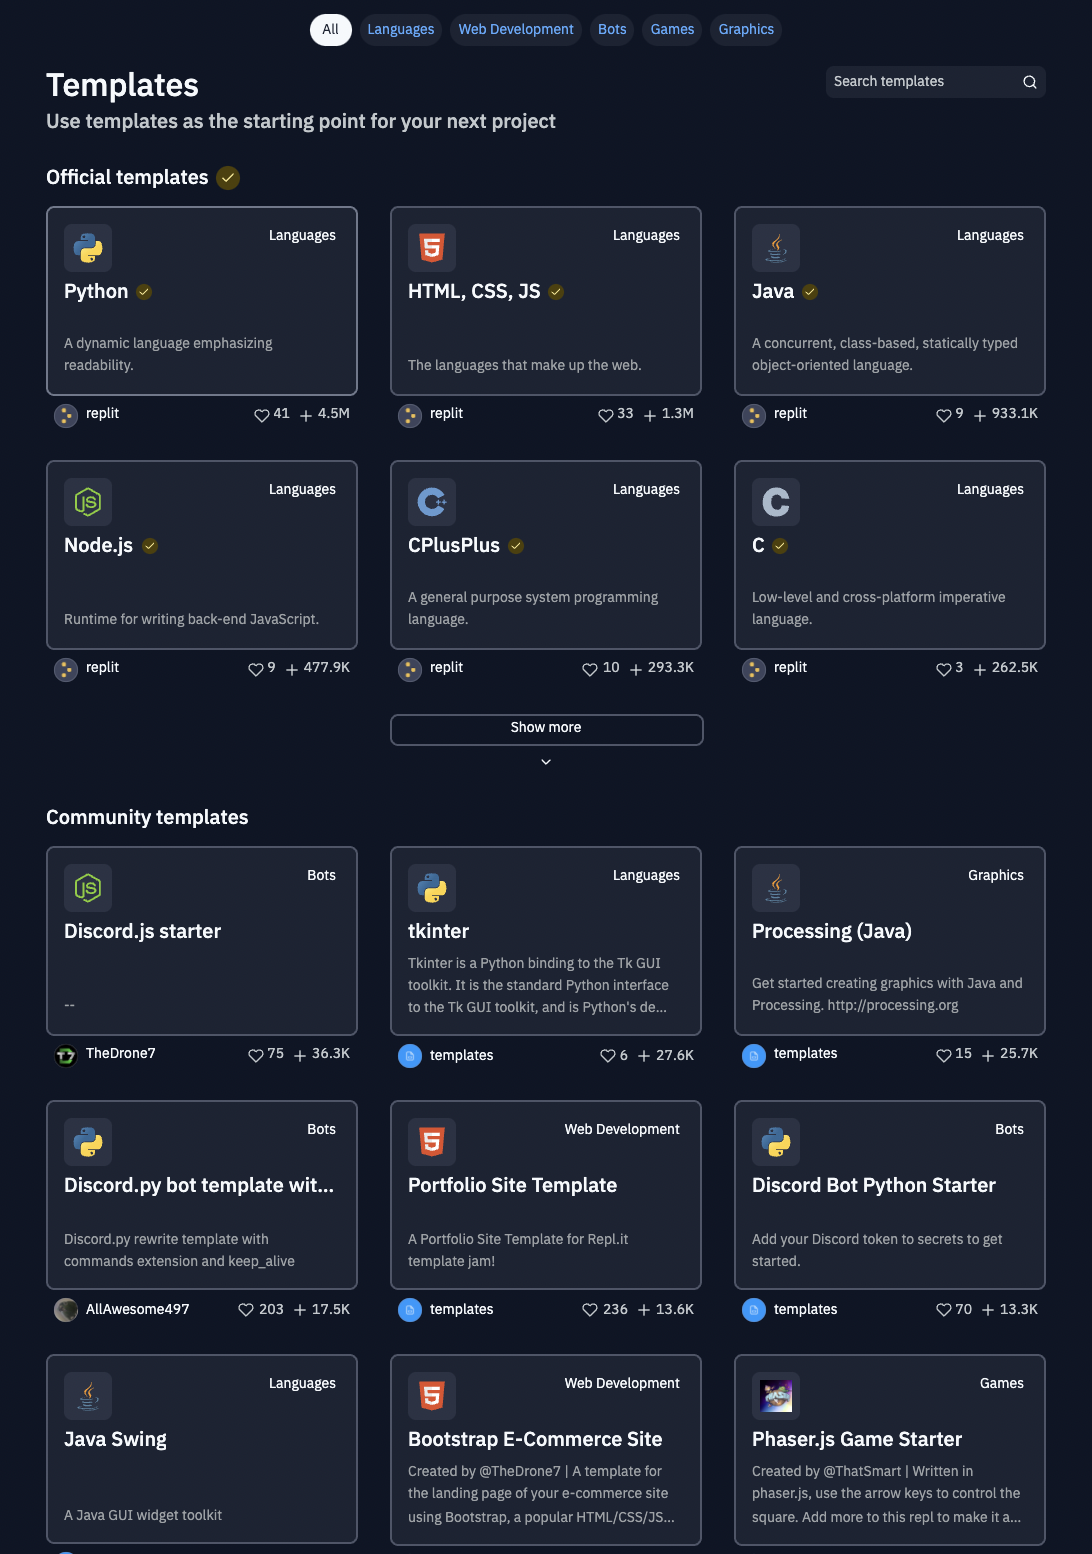 All Languages Web Development Bots Games Graphics
Templates
Search templates
Use templates as the starting point for your next project
Official templates
Languages
Python
A dynamic language emphasizing
readability.
replit 41 4.5M
Languages
HTML, CSS, JS
The languages that make up the web.
replit 33 1.3M
Languages
Java
A concurrent, class-based, statically typed
object-oriented language.
replit 9 933.1K
JS
Languages
Node.js
Runtime for writing back-end JavaScript.
replit 9 477.9K
C++
Languages
CPlusPlus
A general purpose system programming
language.
replit 10 293.3K
C
Languages
C
Low-level and cross-platform imperative
language.
replit 3 262.5K
Show more
Community templates
JS
Bots
Discord.js starter
--
TheDrone7 75 36.3K
Languages
tkinter
Tkinter is a Python binding to the Tk GUI
toolkit. It is the standard Python interface
to the Tk GUI toolkit, and is Python's de...
templates 6 27.6K
Graphics
Processing (Java)
Get started creating graphics with Java and
Processing. http://processing.org
templates 15 25.7K
Bots
Discord.py bot template wit...
Discord.py rewrite template with
commands extension and keep_alive
AllAwesome497 203 17.5K
5
Web Development
Portfolio Site Template
A Portfolio Site Template for Repl.it
template jam!
templates 236 13.6K
Bots
Discord Bot Python Starter
Add your Discord token to secrets to get
started.
templates 70 13.3K
Languages
Java Swing
A Java GUI widget toolkit
5
Web Development
Bootstrap E-Commerce Site
Created by @TheDrone7 | A template for
the landing page of your e-commerce site
using Bootstrap, a popular HTML/CSS/JS...
Games
Phaser.js Game Starter
Created by @ThatSmart | Written in
phaser.js, use the arrow keys to control the
square. Add more to this repl to make it a...